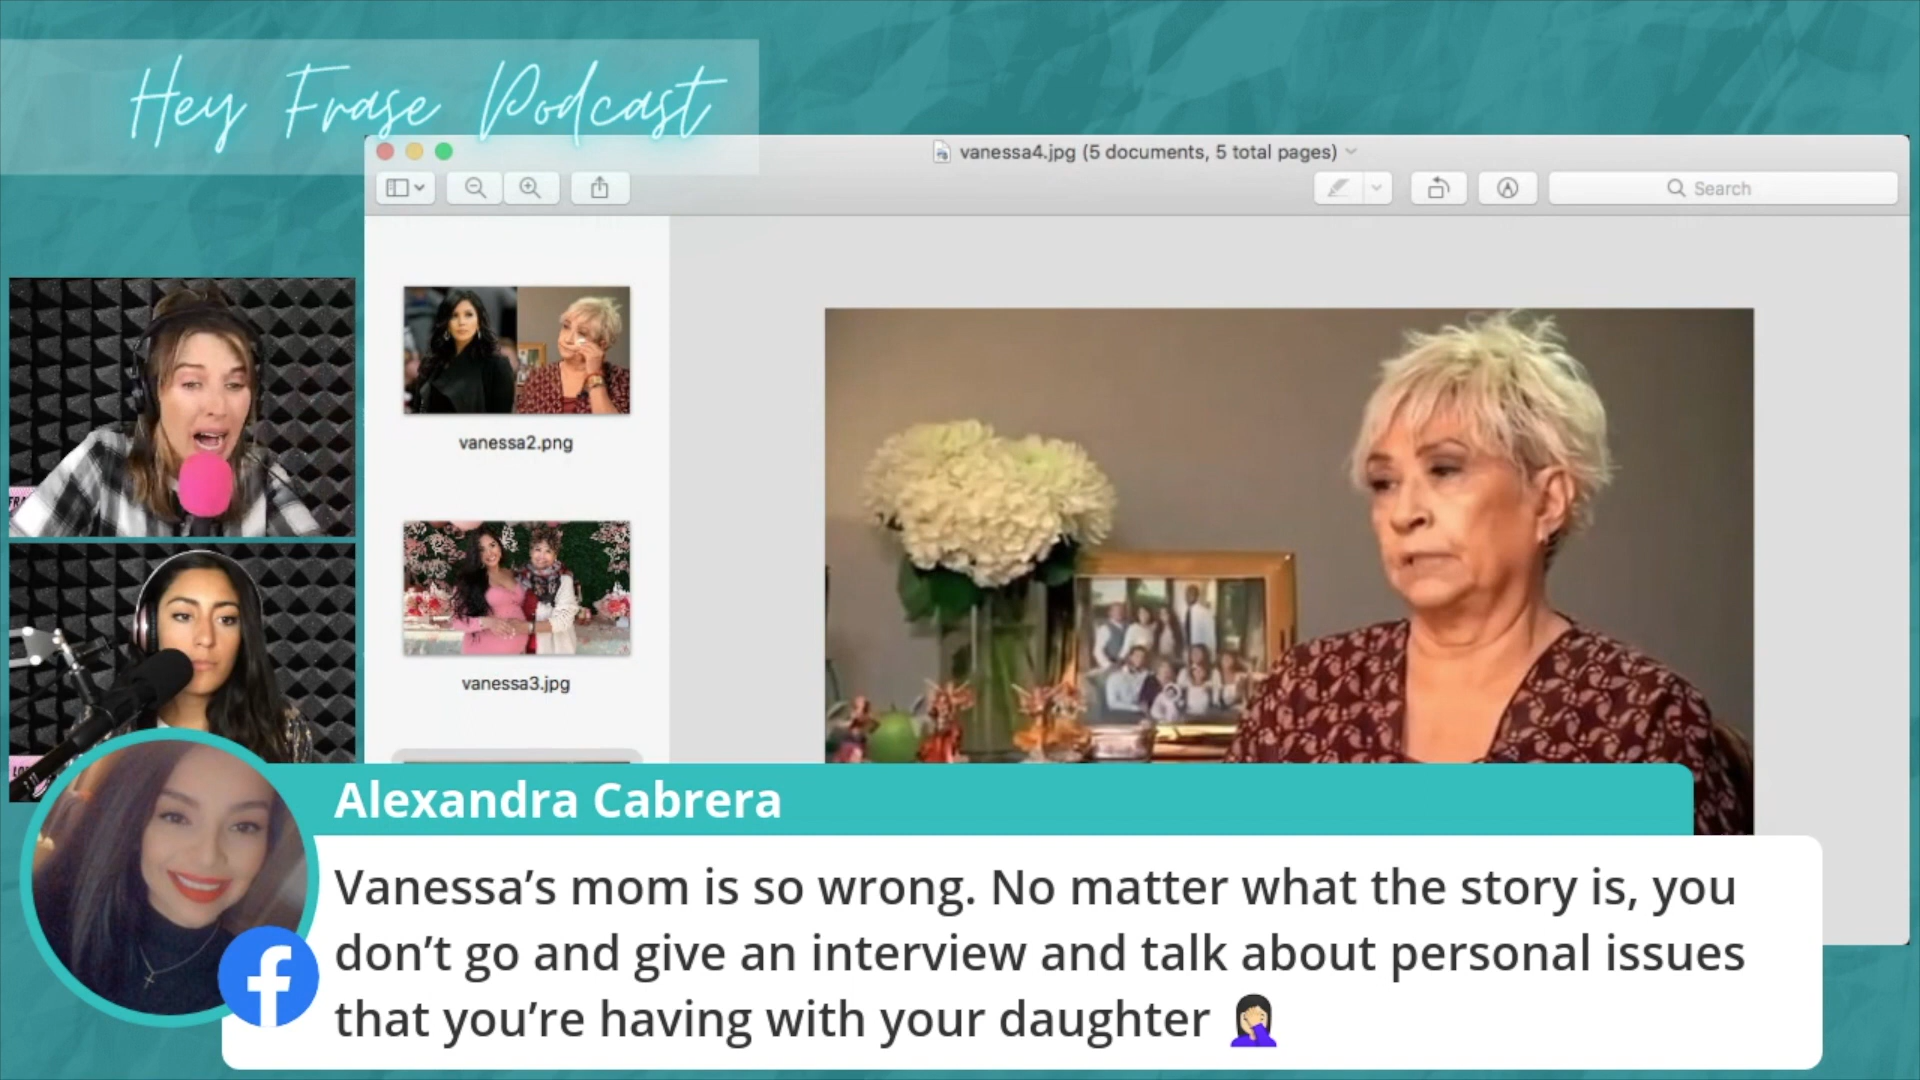 Hey Frase Podcast
vanessa4.jpg (5 documents, 5 total pages)
Search
vanessa2.png
vanessa3.jpg
Alexandra Cabrera
Vanessa’s mom is so wrong. No matter what the story is, you
don’t go and give an interview and talk about personal issues
that you’re having with your daughter 🤦🏻‍♀️